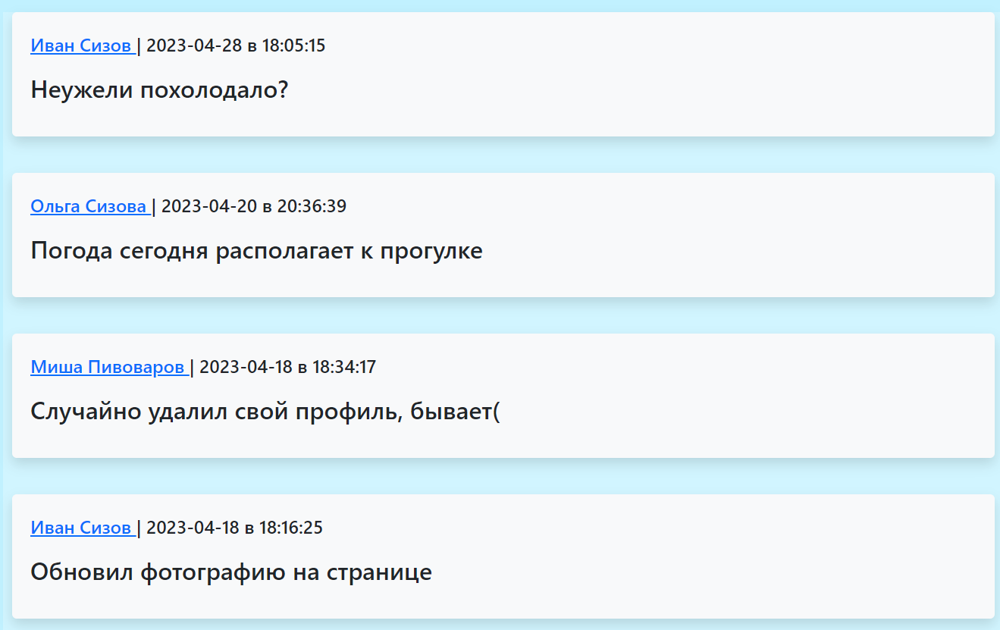 Иван Сизов | 2023-04-28 в 18:05:15
Неужели похолодало?
Ольга Сизова | 2023-04-20 в 20:36:39
Погода сегодня располагает к прогулке
Миша Пивоваров | 2023-04-18 в 18:34:17
Случайно удалил свой профиль, бывает(
Иван Сизов | 2023-04-18 в 18:16:25
Обновил фотографию на странице